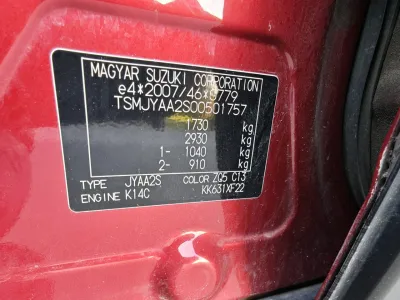 MAGYAR SUZUKI CORPORATION
e4*2007/46*0779
TSMJYAA2S00501757
1730 kg
2930 kg
1- 1040 kg
2- 910 kg
TYPE JYAA2S COLOR ZQ5 C13
ENGINE K14C KK631XF22